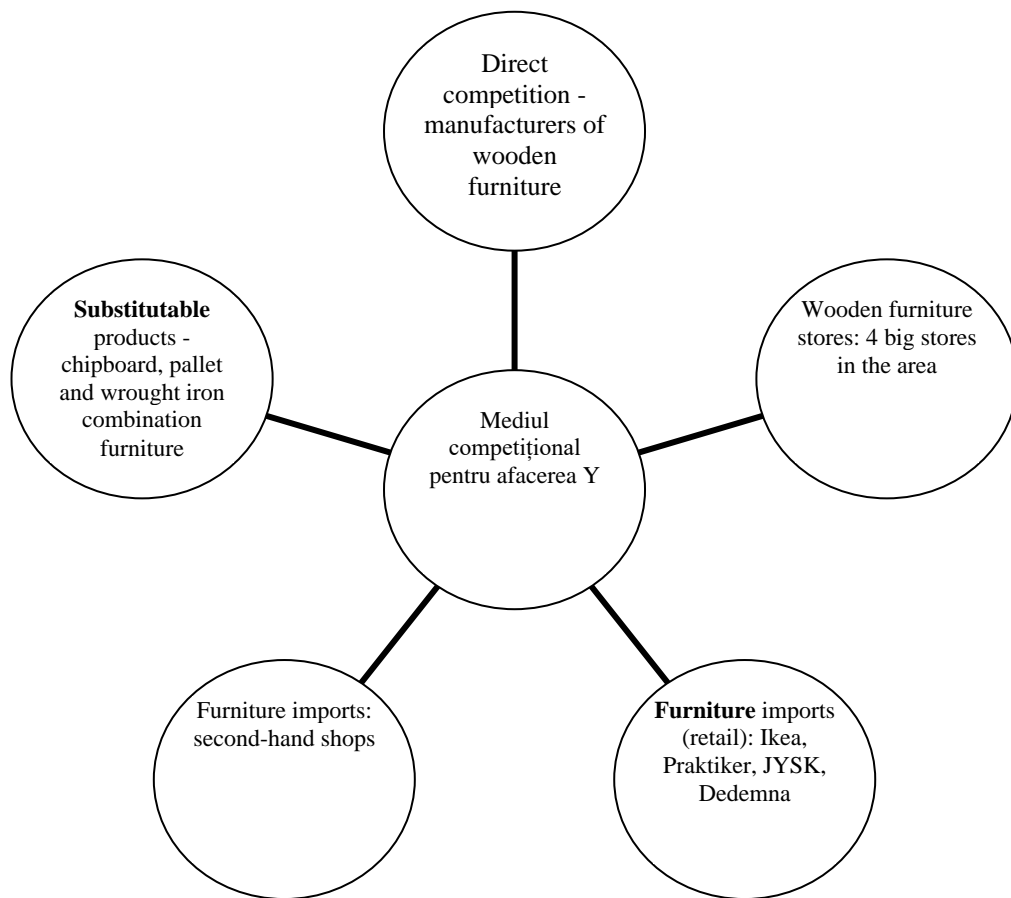 Direct
competition -
manufacturers of
wooden
furniture
Substitutable
products -
chipboard, pallet
and wrought iron
combination
furniture
Wooden furniture
stores: 4 big stores
in the area
Mediul
competițional
pentru afacerea Y
Furniture imports:
second-hand shops
Furniture imports
(retail): Ikea,
Praktiker, JYSK,
Dedemna